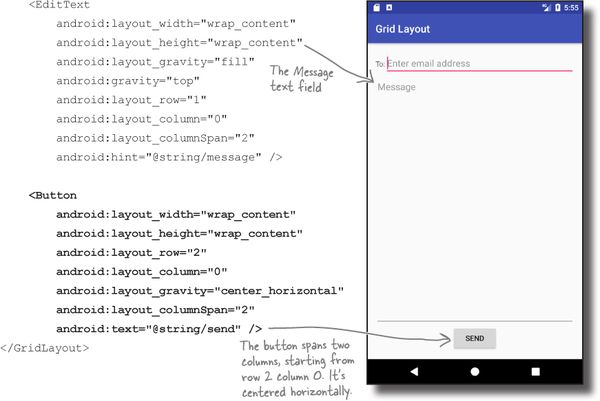 <EditText
android:layout_width="wrap_content"
android:layout_height="wrap_content"
android:layout_gravity="fill"
android:gravity="top"
android:layout_row="1"
android:layout_column="0"
android:layout_columnSpan="2"
android:hint="@string/message" />
The Message
text field
<Button
android:layout_width="wrap_content"
android:layout_height="wrap_content"
android:layout_row="2"
android:layout_column="0"
android:layout_gravity="center_horizontal"
android:layout_columnSpan="2"
android:text="@string/send" />
</GridLayout>
The button spans two
columns, starting from
row 2 column 0. It's
centered horizontally.
5:55
Grid Layout
To:
Enter email address
Message
SEND